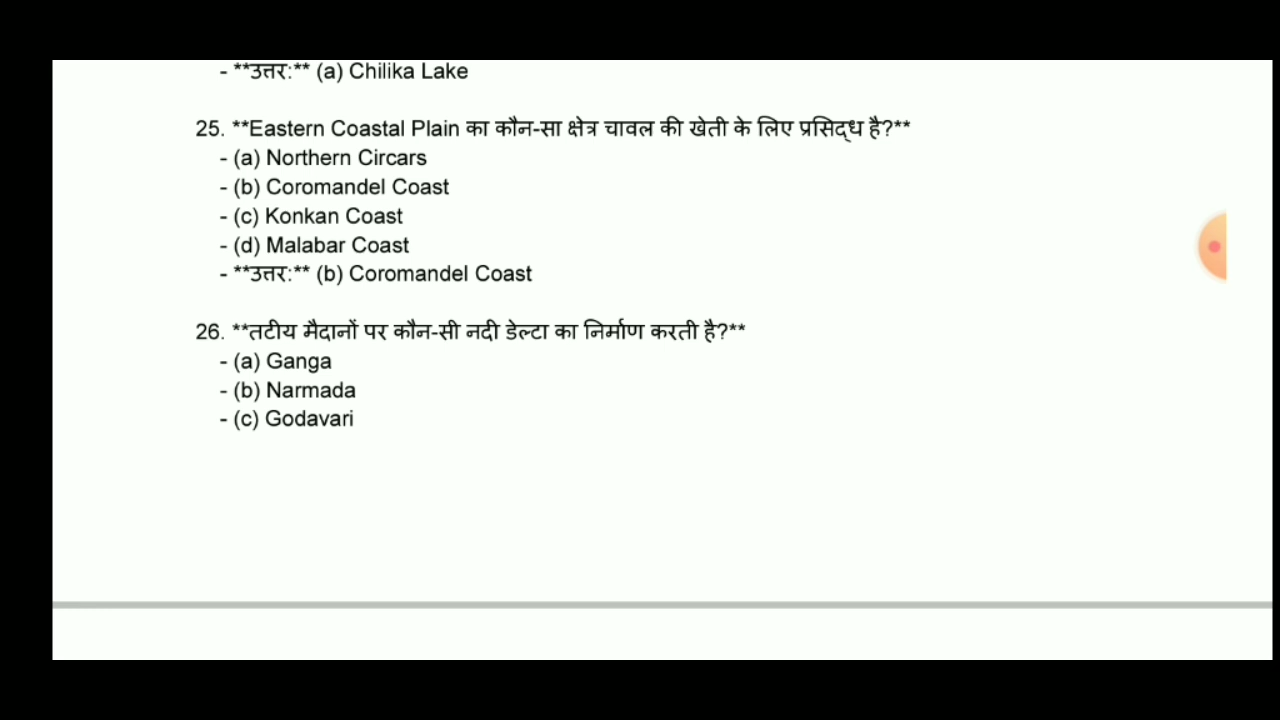 - **उत्तर:** (a) Chilika Lake
25. **Eastern Coastal Plain का कौन-सा क्षेत्र चावल की खेती के लिए प्रसिद्ध है?**
- (a) Northern Circars
- (b) Coromandel Coast
- (c) Konkan Coast
- (d) Malabar Coast
- **उत्तर:** (b) Coromandel Coast
26. **तटीय मैदानों पर कौन-सी नदी डेल्टा का निर्माण करती है?**
- (a) Ganga
- (b) Narmada
- (c) Godavari